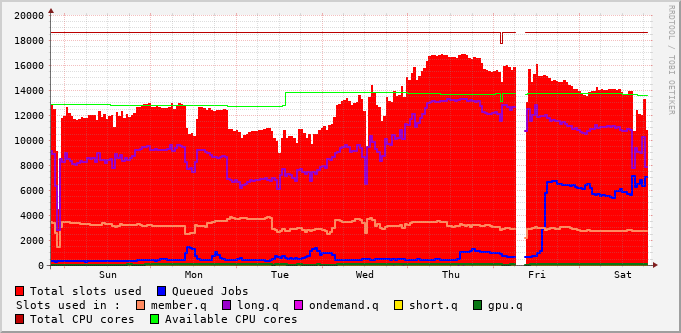 20000
18000
16000
14000
12000
10000
8000
6000
4000
2000
0
Sun Mon Tue Wed Thu Fri Sat
RRDTOOL / TOBI OETIKER
Total slots used Queued Jobs
Slots used in : member.q long.q ondemand.q short.q gpu.q
Total CPU cores Available CPU cores